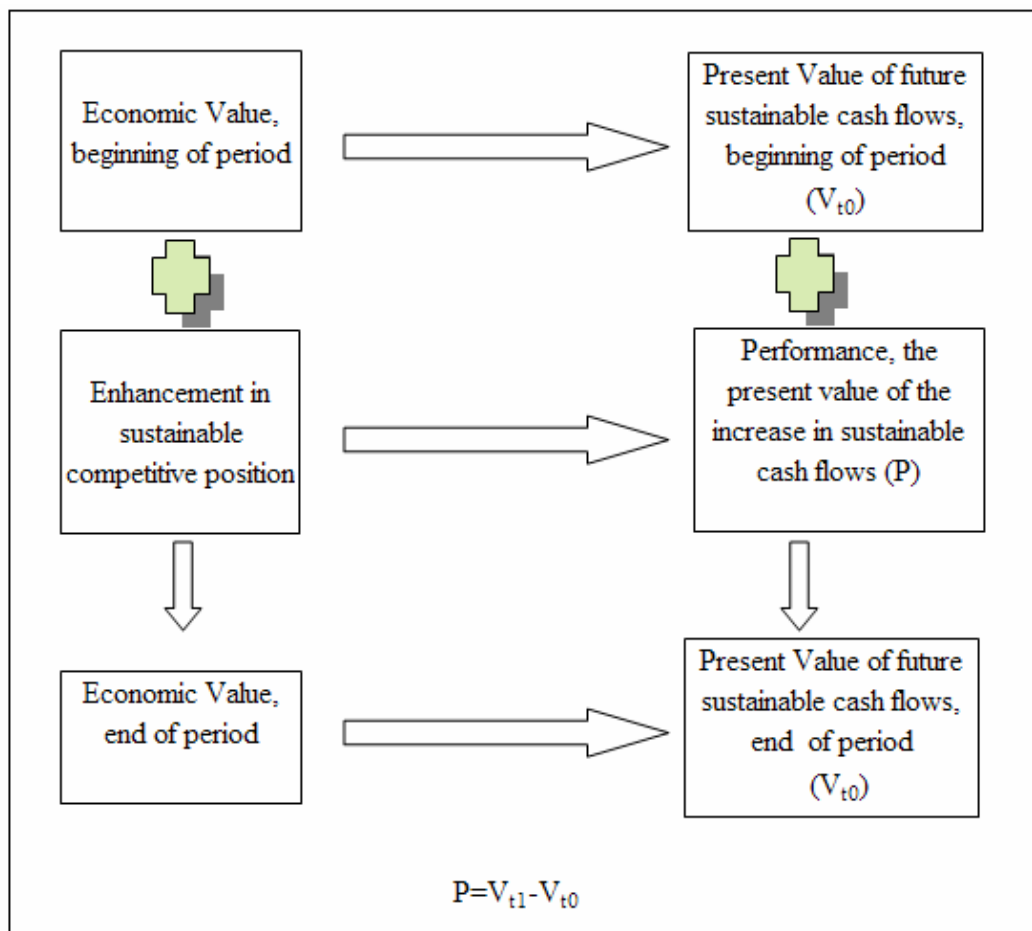 Economic Value,
beginning of period
Present Value of future
sustainable cash flows,
beginning of period
(Vt0)
Enhancement in
sustainable
competitive position
Performance, the
present value of the
increase in sustainable
cash flows (P)
Economic Value,
end of period
Present Value of future
sustainable cash flows,
end of period
(Vt0)
P=Vt1-Vt0